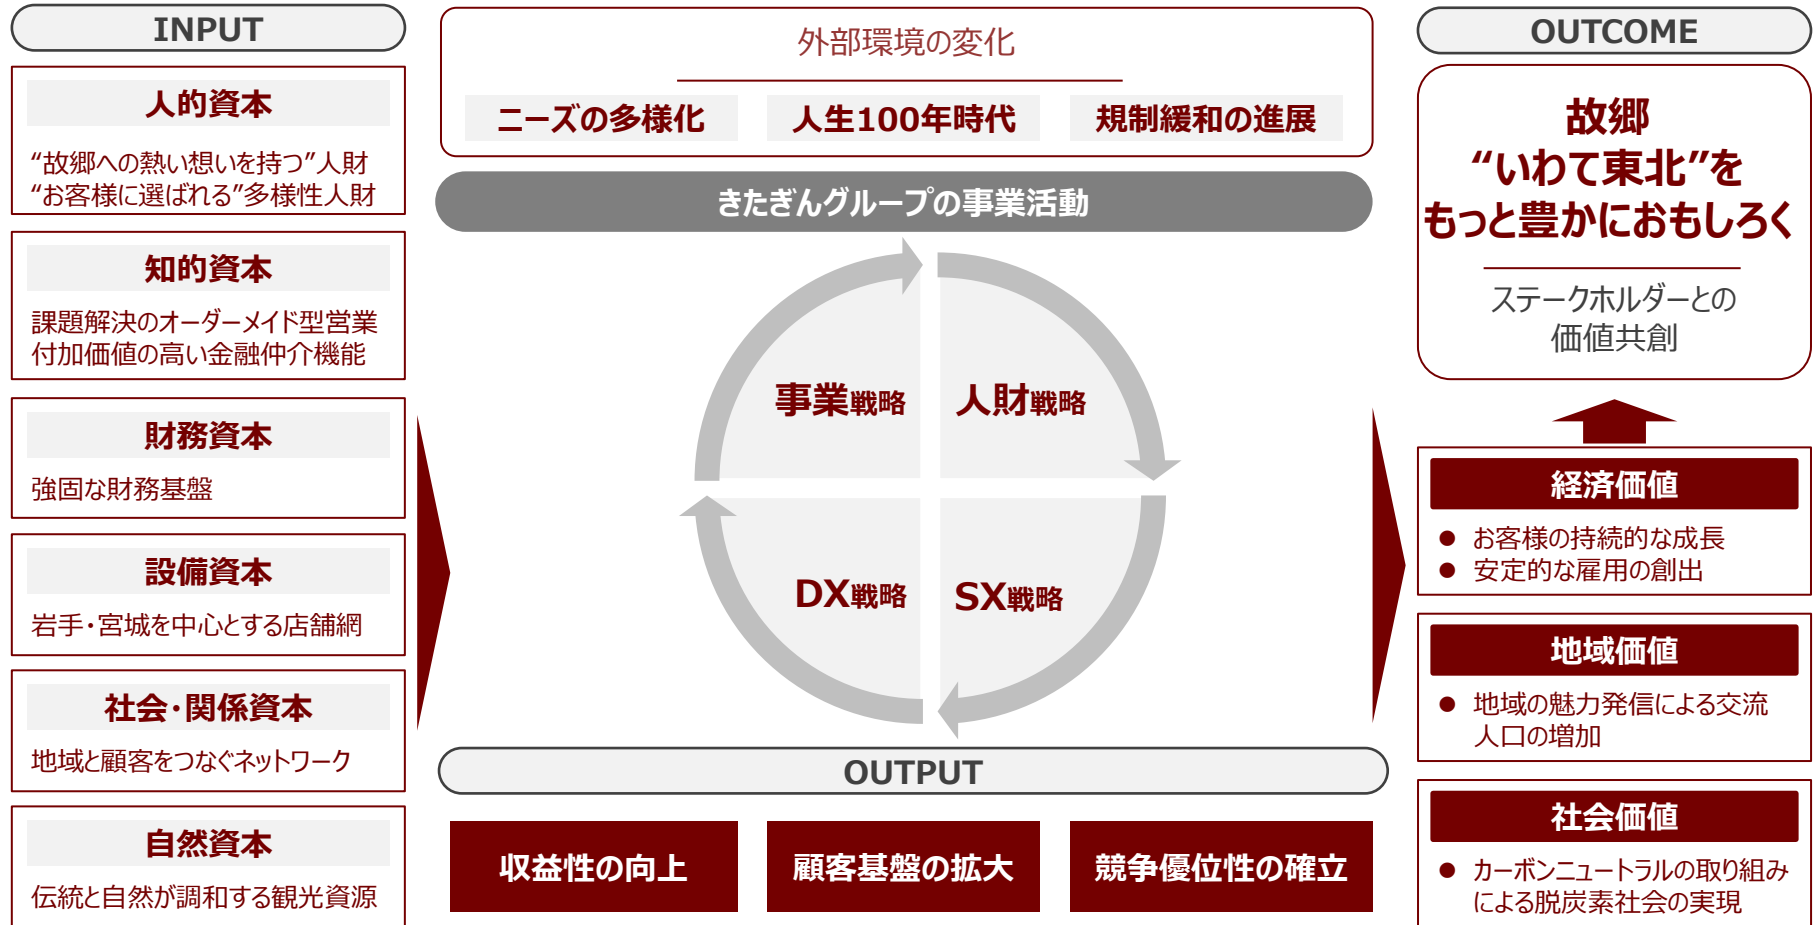 INPUT
人的資本
“故郷への熱い想いを持つ”人財
“お客様に選ばれる”多様性人財
知的資本
課題解決のオーダーメイド型営業
付加価値の高い金融仲介機能
財務資本
強固な財務基盤
設備資本
岩手・宮城を中心とする店舗網
社会・関係資本
地域と顧客をつなぐネットワーク
自然資本
伝統と自然が調和する観光資源
外部環境の変化
ニーズの多様化
人生100年時代
規制緩和の進展
きたぎんグループの事業活動
事業戦略
人財戦略
DX戦略
SX戦略
OUTPUT
収益性の向上
顧客基盤の拡大
競争優位性の確立
OUTCOME
故郷
“いわて東北”を
もっと豊かにおもしろく
ステークホルダーとの
価値共創
経済価値
● お客様の持続的な成長
● 安定的な雇用の創出
地域価値
● 地域の魅力発信による交流
人口の増加
社会価値
● カーボンニュートラルの取り組み
による脱炭素社会の実現